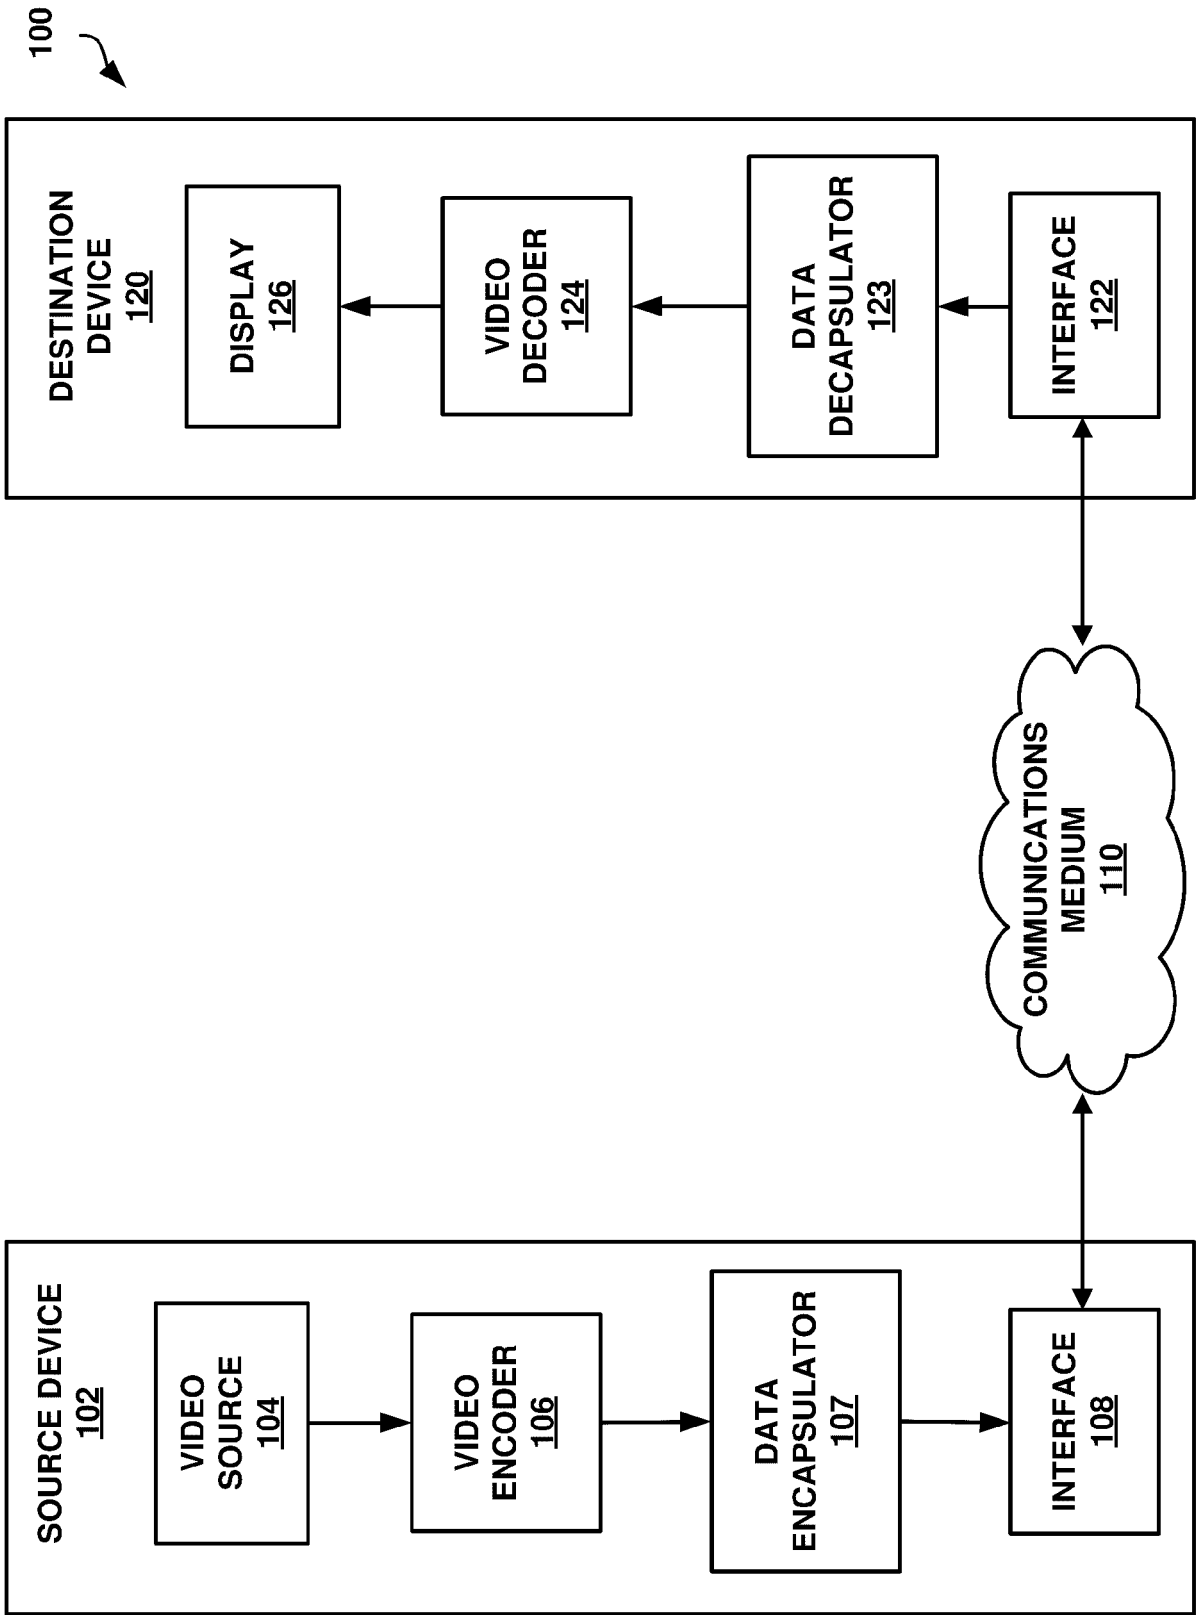 100
SOURCE DEVICE
102
VIDEO
SOURCE
104
VIDEO
ENCODER
106
DATA
ENCAPSULATOR
107
INTERFACE
108
COMMUNICATIONS
MEDIUM
110
DESTINATION
DEVICE
120
DISPLAY
126
VIDEO
DECODER
124
DATA
DECAPSULATOR
123
INTERFACE
122